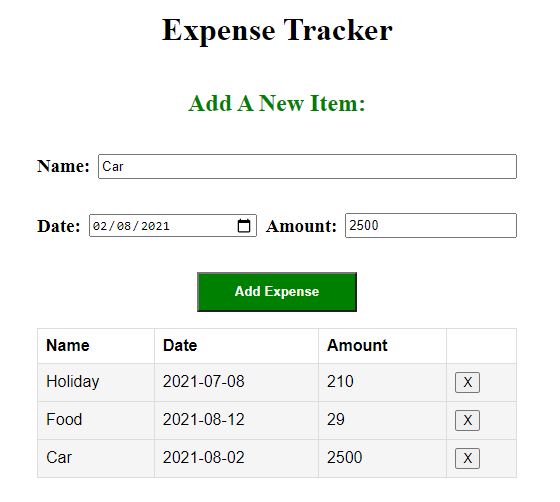 Expense Tracker
Add A New Item:
Name: Car
Date: 02/08/2021 Amount: 2500
Add Expense
Name Date Amount
Holiday 2021-07-08 210 X
Food 2021-08-12 29 X
Car 2021-08-02 2500 X